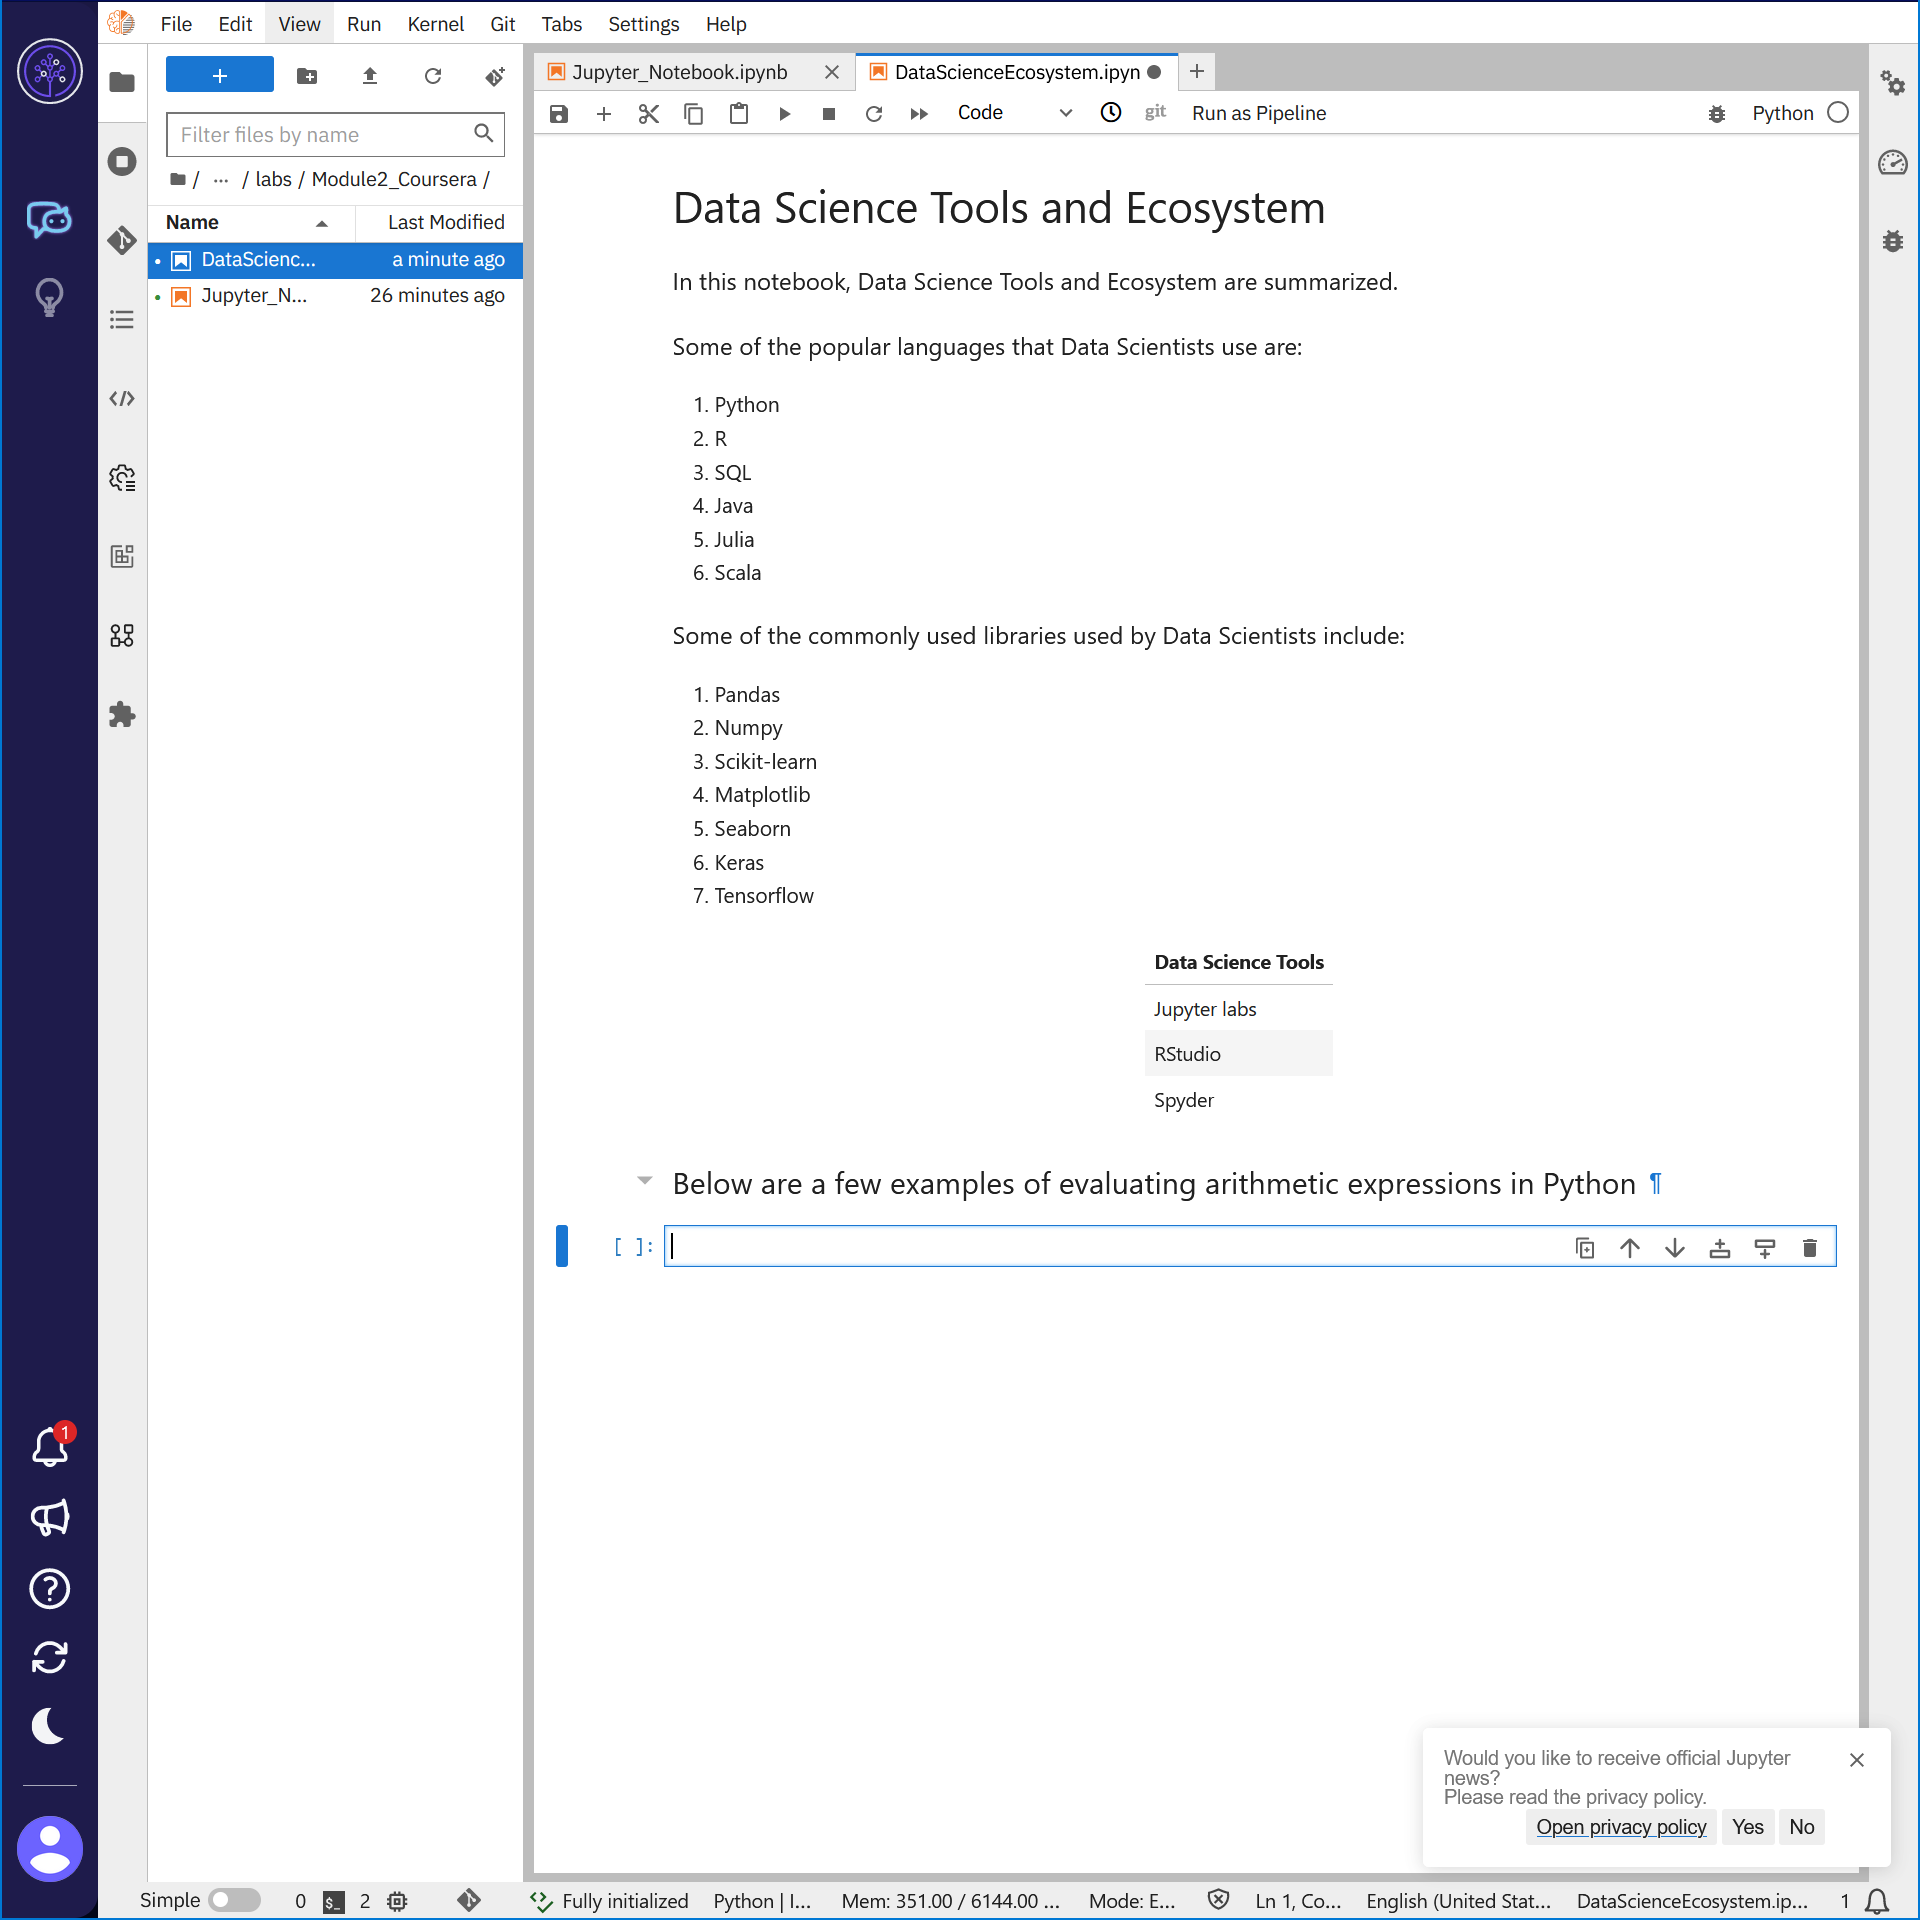 File Edit View Run Kernel Git Tabs Settings Help
+
Filter files by name
/ ... / labs / Module2_Coursera /
Name Last Modified
DataScienc... a minute ago
Jupyter_N... 26 minutes ago
Jupyter_Notebook.ipynb
DataScienceEcosystem.ipyn
Code git Run as Pipeline Python
Data Science Tools and Ecosystem
In this notebook, Data Science Tools and Ecosystem are summarized.
Some of the popular languages that Data Scientists use are:
1. Python
2. R
3. SQL
4. Java
5. Julia
6. Scala
Some of the commonly used libraries used by Data Scientists include:
1. Pandas
2. Numpy
3. Scikit-learn
4. Matplotlib
5. Seaborn
6. Keras
7. Tensorflow
Data Science Tools
Jupyter labs
RStudio
Spyder
Below are a few examples of evaluating arithmetic expressions in Python ¶
[ ]:
1
Would you like to receive official Jupyter
news?
Please read the privacy policy.
Open privacy policy Yes No
Simple 0 $_ 2 Fully initialized Python | I... Mem: 351.00 / 6144.00 ... Mode: E... Ln 1, Co... English (United Stat... DataScienceEcosystem.ip... 1